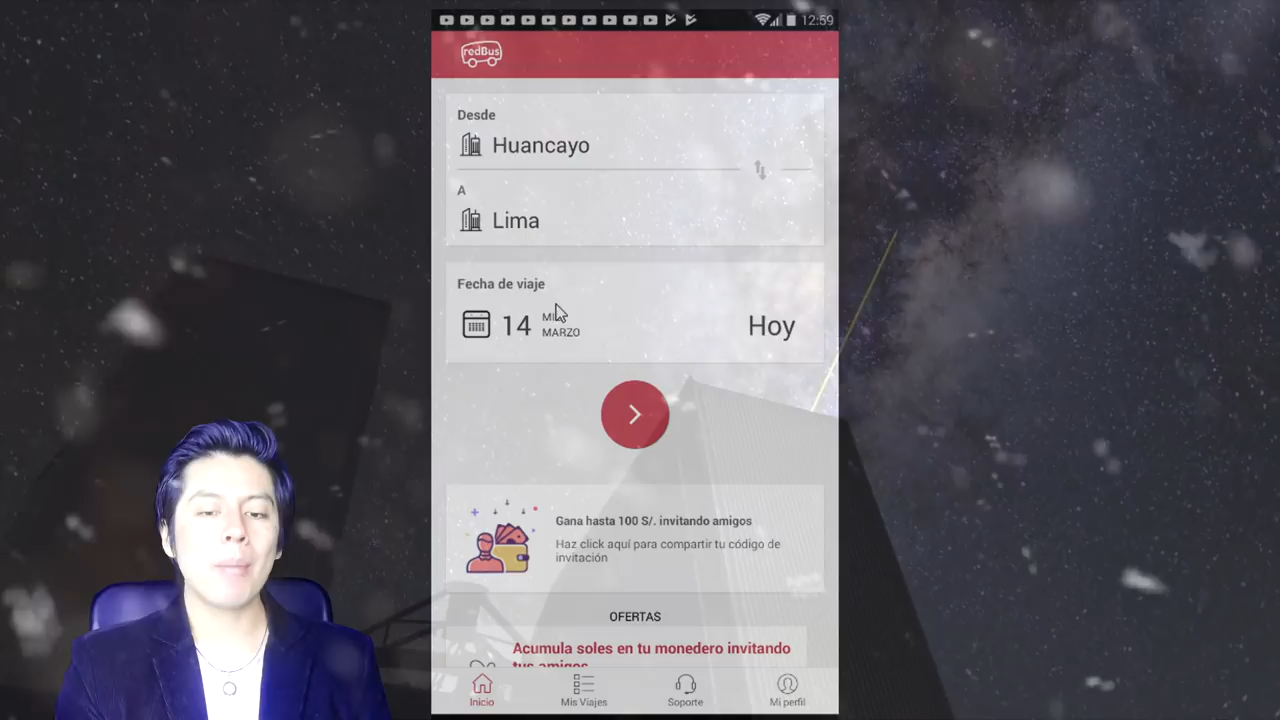 12:59
redBus
Desde
Huancayo
A
Lima
Fecha de viaje
14
MARZO
Hoy
Gana hasta 100 S/. invitando amigos
Haz click aquí para compartir tu código de
invitación
OFERTAS
Acumula soles en tu monedero invitando
tus amigos
Inicio
Mis Viajes
Soporte
Mi perfil